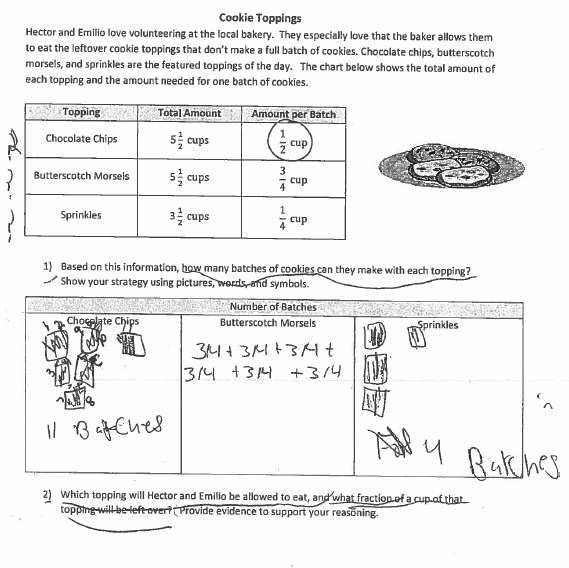 Cookie Toppings
Hector and Emilio love volunteering at the local bakery. They especially love that the baker allows them
to eat the leftover cookie toppings that don't make a full batch of cookies. Chocolate chips, butterscotch
morsels, and sprinkles are the featured toppings of the day. The chart below shows the total amount of
each topping and the amount needed for one batch of cookies.
Topping Total Amount Amount per Batch
Chocolate Chips 5 1/2 cups 1/2 cup
Butterscotch Morsels 5 1/2 cups 3/4 cup
Sprinkles 3 1/2 cups 1/4 cup
1) Based on this information, how many batches of cookies can they make with each topping?
Show your strategy using pictures, words, and symbols.
Number of Batches
Chocolate Chips Butterscotch Morsels Sprinkles
3/4 + 3/4 + 3/4 +
3/4 + 3/4 + 3/4
11 Batches
4 Batches
2) Which topping will Hector and Emilio be allowed to eat, and what fraction of a cup of that
topping will be left over? Provide evidence to support your reasoning.